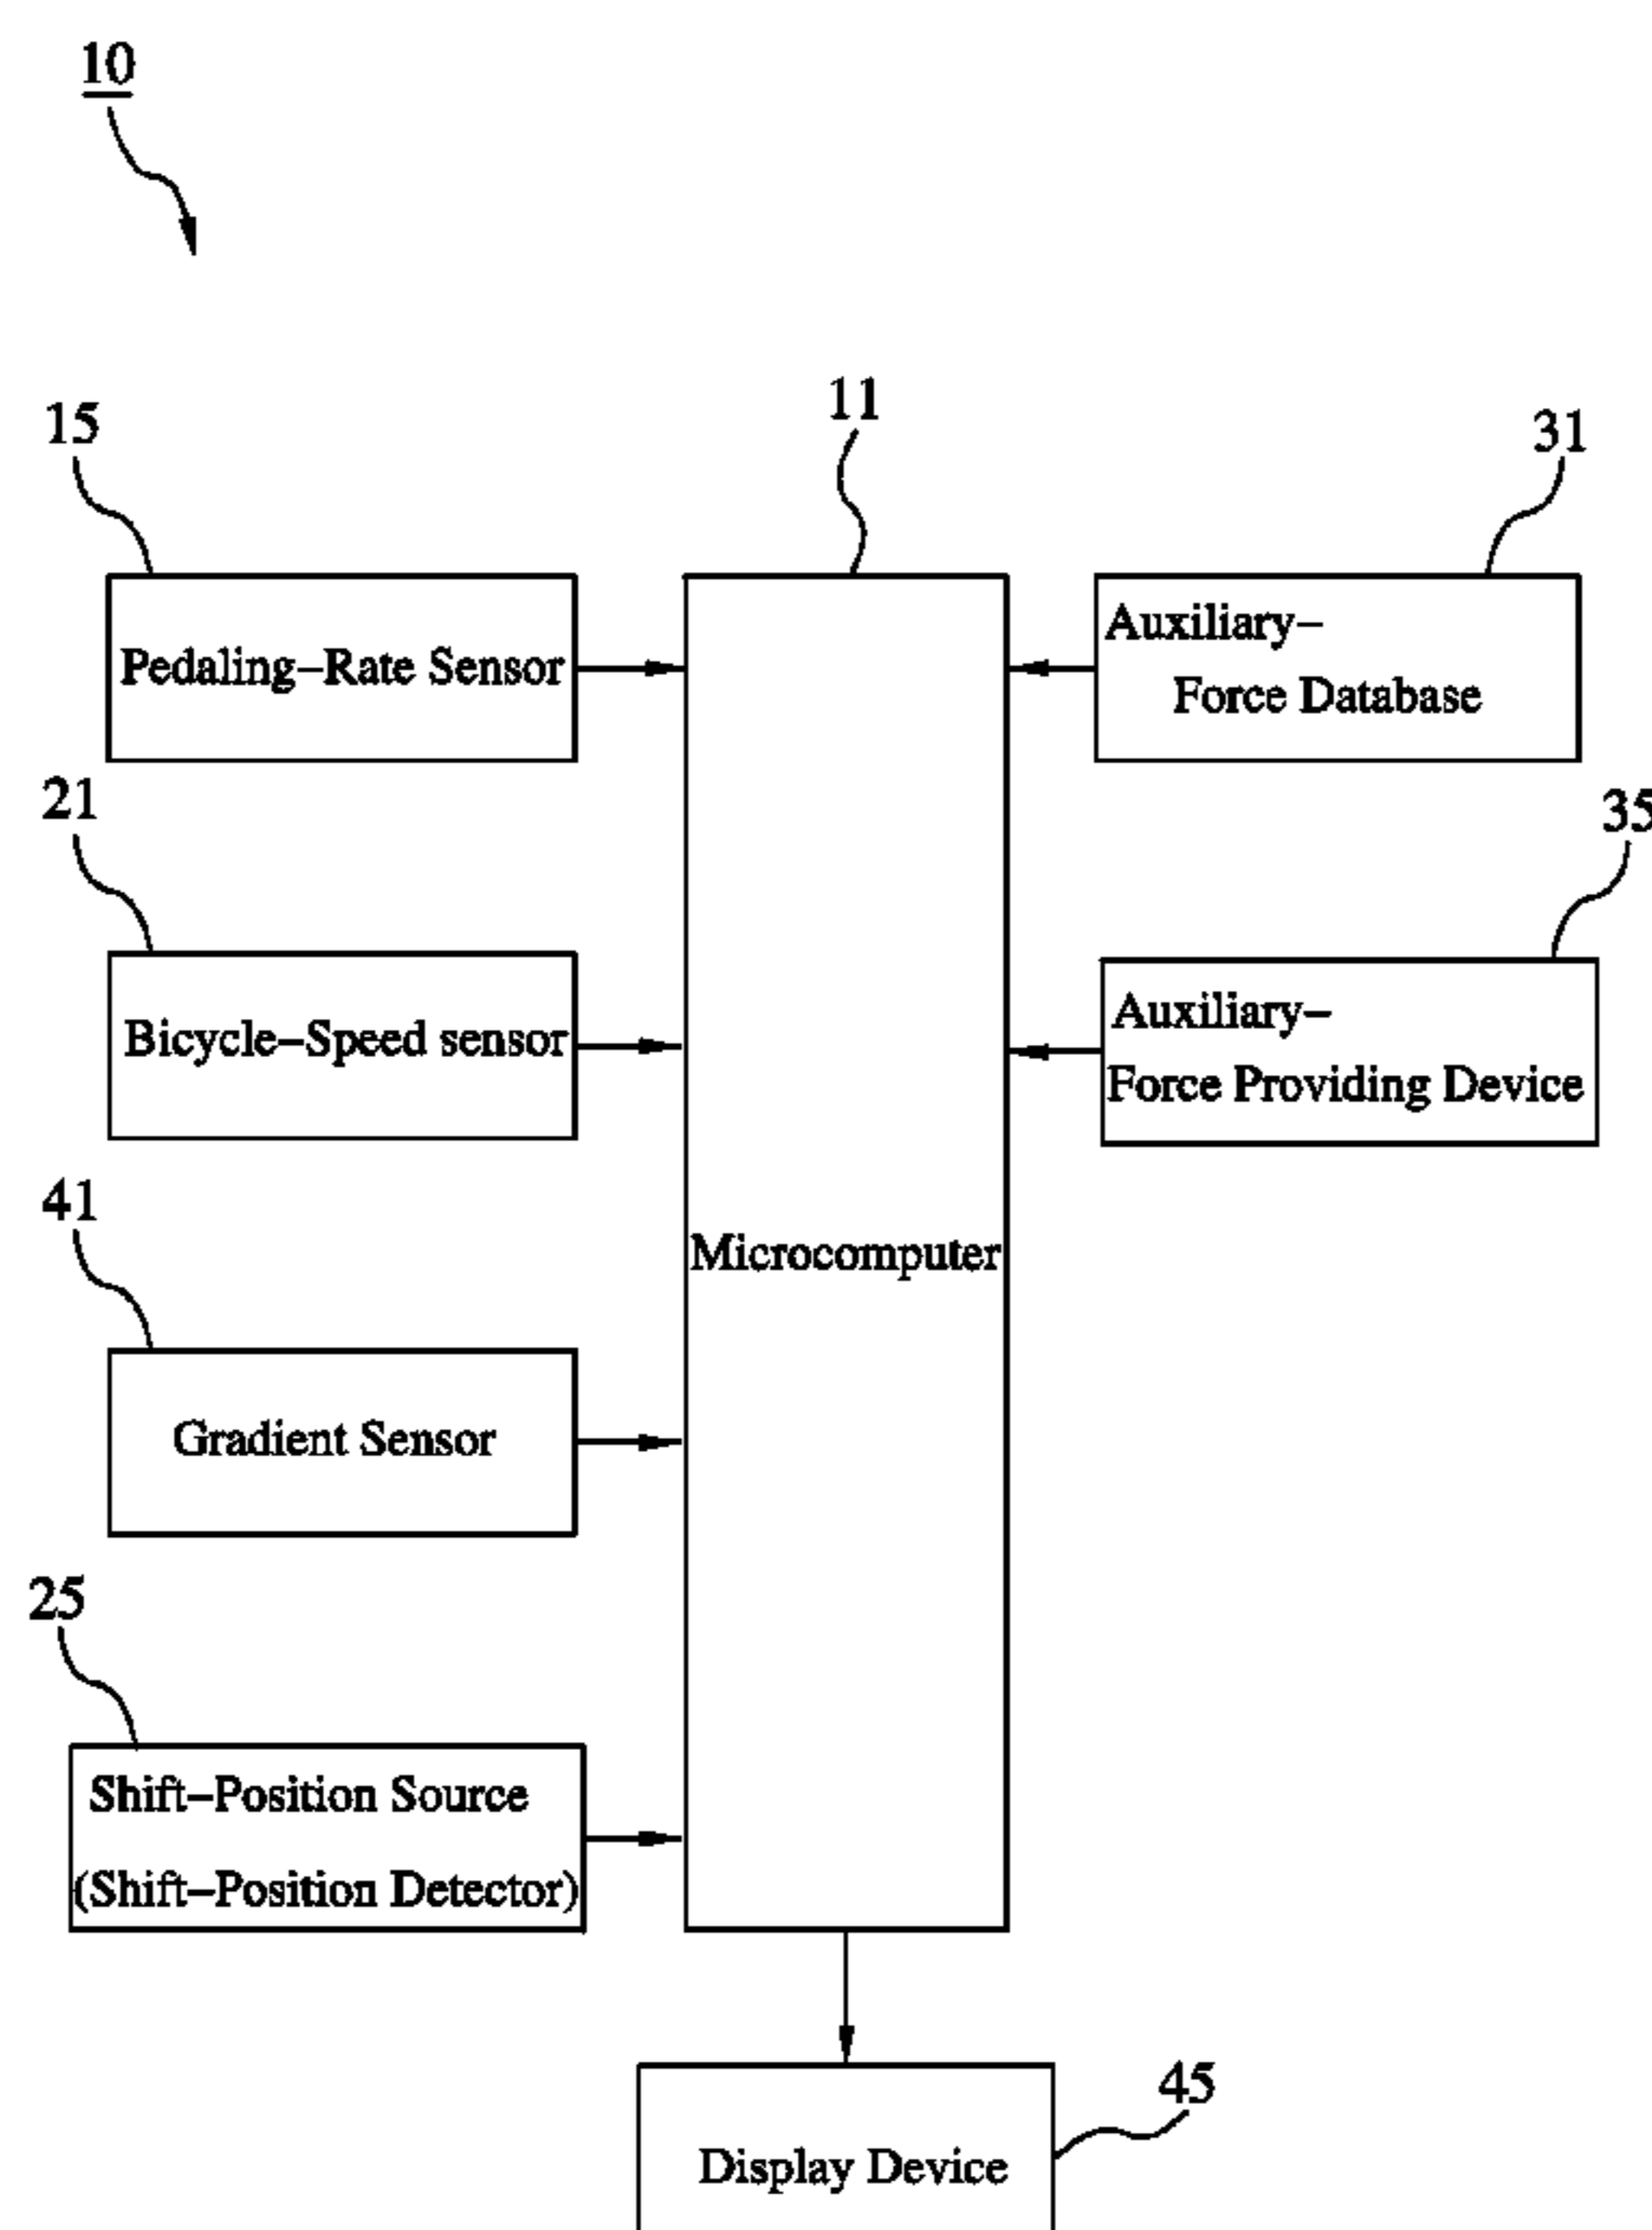 10
15
11
31
Pedaling–Rate Sensor
Auxiliary–
Force Database
21
35
Bicycle–Speed sensor
Auxiliary–
Force Providing Device
41
Microcomputer
Gradient Sensor
25
Shift–Position Source
(Shift–Position Detector)
45
Display Device